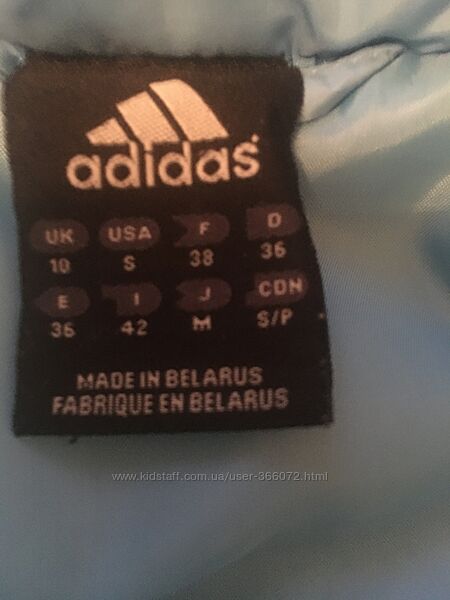 adidas
UK USA F D
10 S 38 36
E I J CDN
36 42 M S/P
MADE IN BELARUS
FABRIQUE EN BELARUS
www.kidstaff.com.ua/user-366072.html